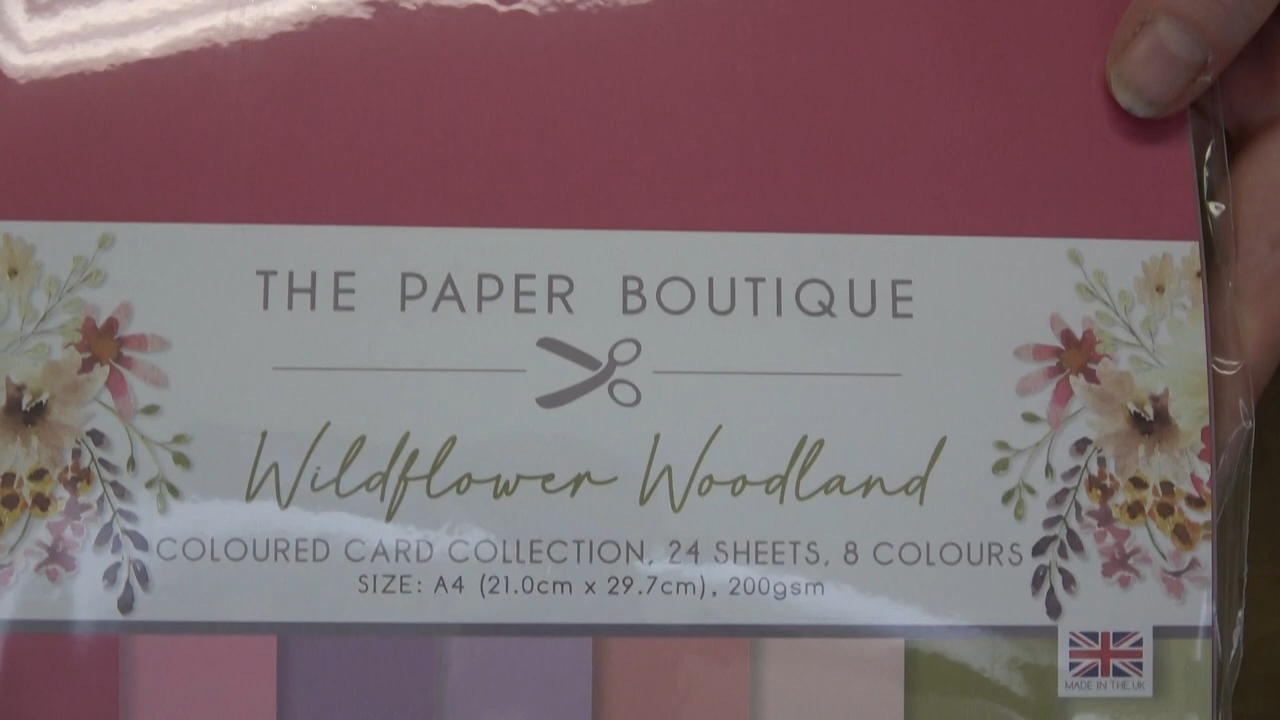 THE PAPER BOUTIQUE
Wildflower Woodland
COLOURED CARD COLLECTION, 24 SHEETS, 8 COLOURS
SIZE: A4 (21.0cm x 29.7cm), 200gsm
MADE IN THE UK